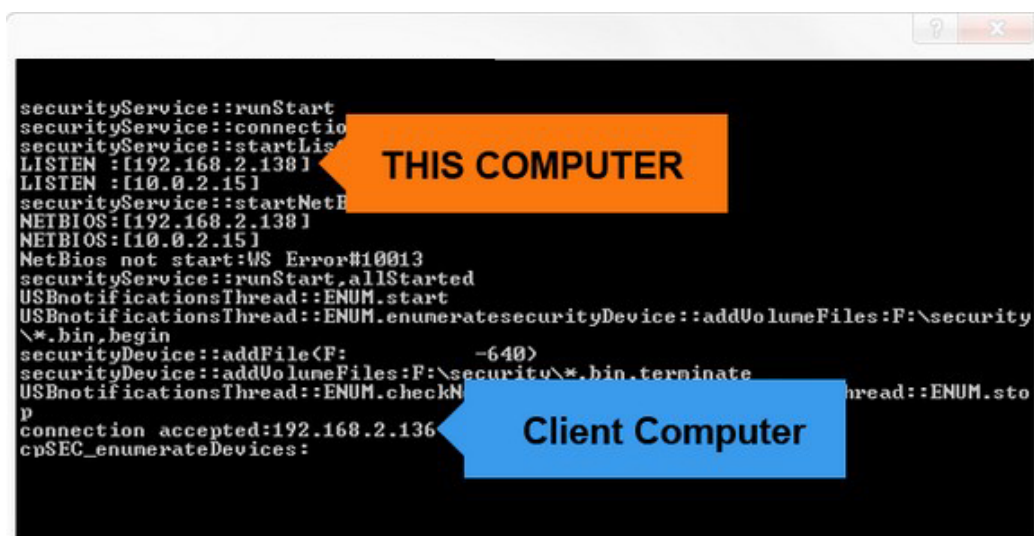 ?
X
securityService::runStart
securityService::connectio
securityService::startLis
THIS COMPUTER
LISTEN :[192.168.2.138]
LISTEN :[10.0.2.15]
securityService::startNetB
NETBIOS:[192.168.2.138]
NETBIOS:[10.0.2.15]
NetBios not start:WS Error#10013
securityService::runStart,allStarted
USBnotificationsThread::ENUM.start
USBnotificationsThread::ENUM.enumeratesecurityDevice::addVolumeFiles:F:\security
\*.bin,begin
securityDevice::addFile(F: -640)
securityDevice::addVolumeFiles:F:\security\*.bin,terminate
USBnotificationsThread::ENUM.checkN hread::ENUM.sto
p
connection accepted:192.168.2.136
Client Computer
cpSEC_enumerateDevices: